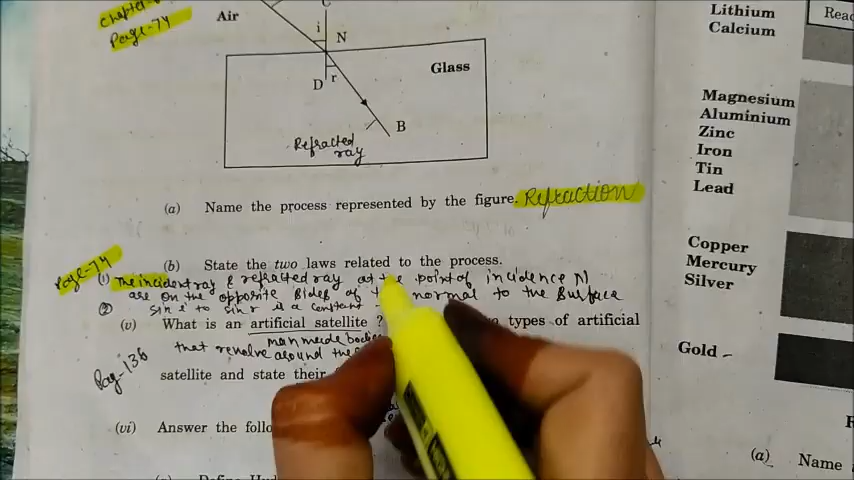 Chapter-
Page-74
Air
C
i
N
D
r
Glass
B
Refracted
ray
(a) Name the process represented by the figure. Refraction
Page-74
(b) State the two laws related to the process.
(1) The incident ray & refracted ray at the point of incidence N
are on the opposite sides of normal to the surface
(2) sin i to sin r is a constant
(v) What is an artificial satellite ? types of artificial
man made bodies
that revolve around the
Pag-136
satellite and state their
(vi) Answer the follo
Lithium
Calcium
Magnesium
Aluminium
Zinc
Iron
Tin
Lead
Copper
Mercury
Silver
Gold
Reac
(a) Name